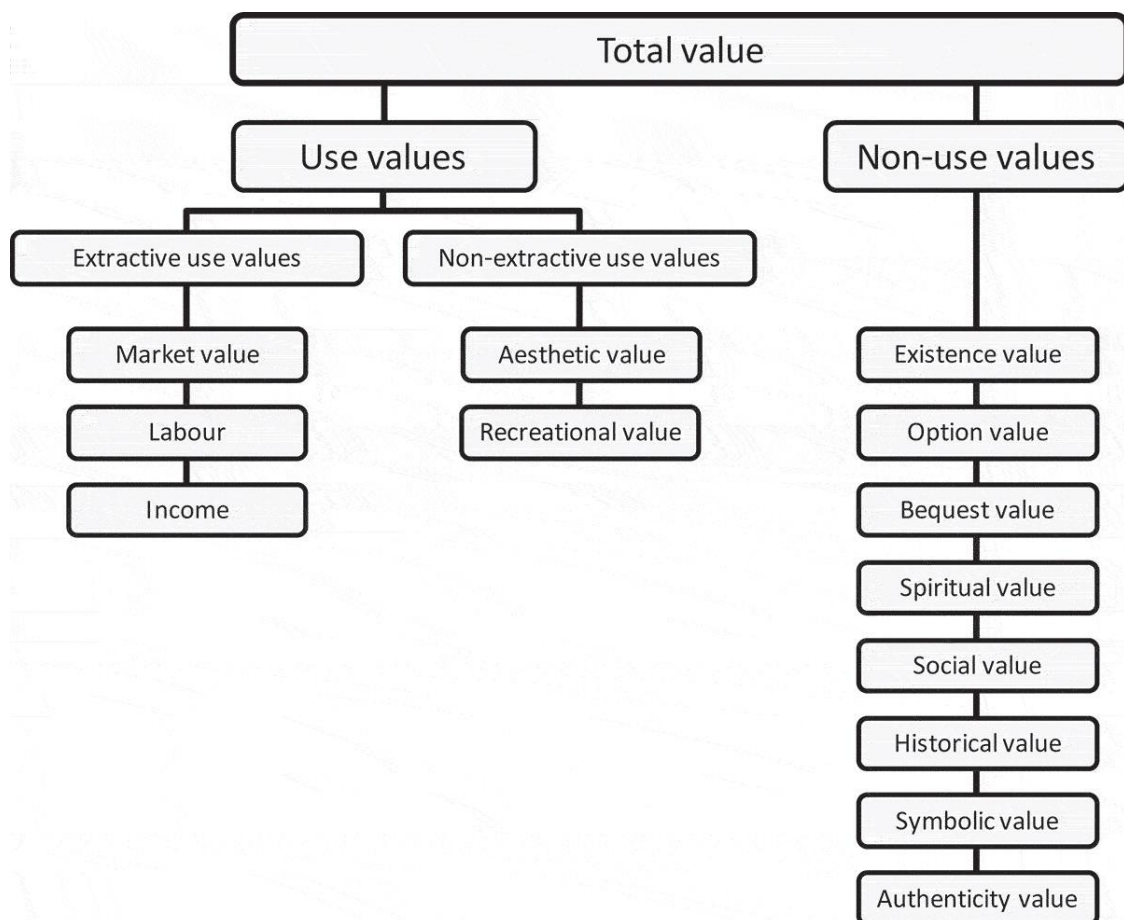 Total value
Use values
Non-use values
Extractive use values
Non-extractive use values
Market value
Aesthetic value
Existence value
Labour
Recreational value
Option value
Income
Bequest value
Spiritual value
Social value
Historical value
Symbolic value
Authenticity value